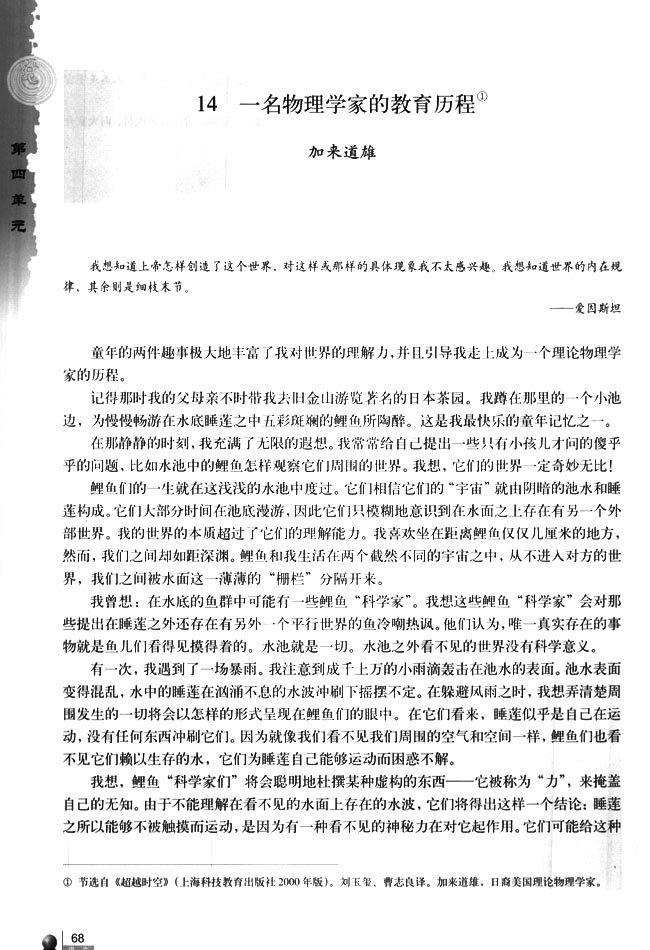 第四单元
14 一名物理学家的教育历程①
加来道雄
我想知道上帝怎样创造了这个世界。对这样或那样的具体现象我不太感兴趣。我想知道世界的内在规
律，其余则是细枝末节。
——爱因斯坦
童年的两件趣事极大地丰富了我对世界的理解力，并且引导我走上成为一个理论物理学
家的历程。
记得那时我的父母亲不时带我去旧金山游览著名的日本茶园。我蹲在那里的一个小池
边，为慢慢畅游在水底睡莲之中五彩斑斓的鲤鱼所陶醉。这是我最快乐的童年记忆之一。
在那静静的时刻，我充满了无限的遐想。我常常给自己提出一些只有小孩儿才问的傻乎
乎的问题，比如水池中的鲤鱼怎样观察它们周围的世界。我想，它们的世界一定奇妙无比！
鲤鱼们的一生就在这浅浅的水池中度过。它们相信它们的“宇宙”就由阴暗的池水和睡
莲构成。它们大部分时间在池底漫游，因此它们只模糊地意识到在水面之上存在有另一个外
部世界。我的世界的本质超过了它们的理解能力。我喜欢坐在距离鲤鱼仅仅几厘米的地方，
然而，我们之间却如距深渊。鲤鱼和我生活在两个截然不同的宇宙之中，从不进入对方的世
界，我们之间被水面这一薄薄的“栅栏”分隔开来。
我曾想：在水底的鱼群中可能有一些鲤鱼“科学家”。我想这些鲤鱼“科学家”会对那
些提出在睡莲之外还存在有另外一个平行世界的鱼冷嘲热讽。他们认为，唯一真实存在的事
物就是鱼儿们看得见摸得着的。水池就是一切。水池之外看不见的世界没有科学意义。
有一次，我遇到了一场暴雨。我注意到成千上万的小雨滴轰击在池水的表面。池水表面
变得混乱，水中的睡莲在汹涌不息的水波冲刷下摇摆不定。在躲避风雨之时，我想弄清楚周
围发生的一切将会以怎样的形式呈现在鲤鱼们的眼中。在它们看来，睡莲似乎是自己在运
动，没有任何东西冲刷它们。因为就像我们看不见我们周围的空气和空间一样，鲤鱼们也看
不见它们赖以生存的水，它们为睡莲自己能够运动而困惑不解。
我想，鲤鱼“科学家们”将会聪明地杜撰某种虚构的东西——它被称为“力”，来掩盖
自己的无知。由于不能理解在看不见的水面上存在的水波，它们将得出这样一个结论：睡莲
之所以能够不被触摸而运动，是因为有一种看不见的神秘力在对它起作用。它们可能给这种
① 节选自《超越时空》（上海科技教育出版社2000年版）。刘玉玺、曹志良译。加来道雄，日裔美国理论物理学家。
68